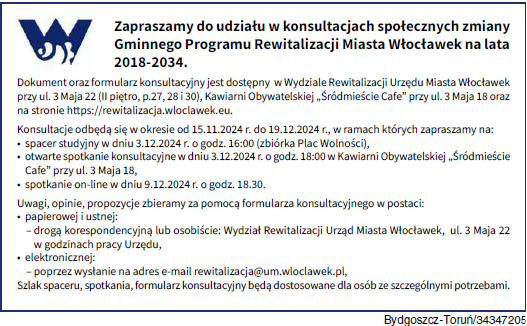 Zapraszamy do udziału w konsultacjach społecznych zmiany
Gminnego Programu Rewitalizacji Miasta Włocławek na lata
2018-2034.
Dokument oraz formularz konsultacyjny jest dostępny w Wydziale Rewitalizacji Urzędu Miasta Włocławek
przy ul. 3 Maja 22 (II piętro, p.27, 28 i 30), Kawiarni Obywatelskiej „Śródmieście Cafe” przy ul. 3 Maja 18 oraz
na stronie https://rewitalizacja.wloclawek.eu.
Konsultacje odbędą się w okresie od 15.11.2024 r. do 19.12.2024 r., w ramach których zapraszamy na:
• spacer studyjny w dniu 3.12.2024 r. o godz. 16:00 (zbiórka Plac Wolności),
• otwarte spotkanie konsultacyjne w dniu 3.12.2024 r. o godz. 18:00 w Kawiarni Obywatelskiej „Śródmieście
Cafe” przy ul. 3 Maja 18,
• spotkanie on-line w dniu 9.12.2024 r. o godz. 18.30.
Uwagi, opinie, propozycje zbieramy za pomocą formularza konsultacyjnego w postaci:
• papierowej i ustnej:
– drogą korespondencyjną lub osobiście: Wydział Rewitalizacji Urząd Miasta Włocławek, ul. 3 Maja 22
w godzinach pracy Urzędu,
• elektronicznej:
– poprzez wysłanie na adres e-mail rewitalizacja@um.wloclawek.pl,
Szlak spaceru, spotkania, formularz konsultacyjny będą dostosowane dla osób ze szczególnymi potrzebami.
Bydgoszcz-Toruń/34347205